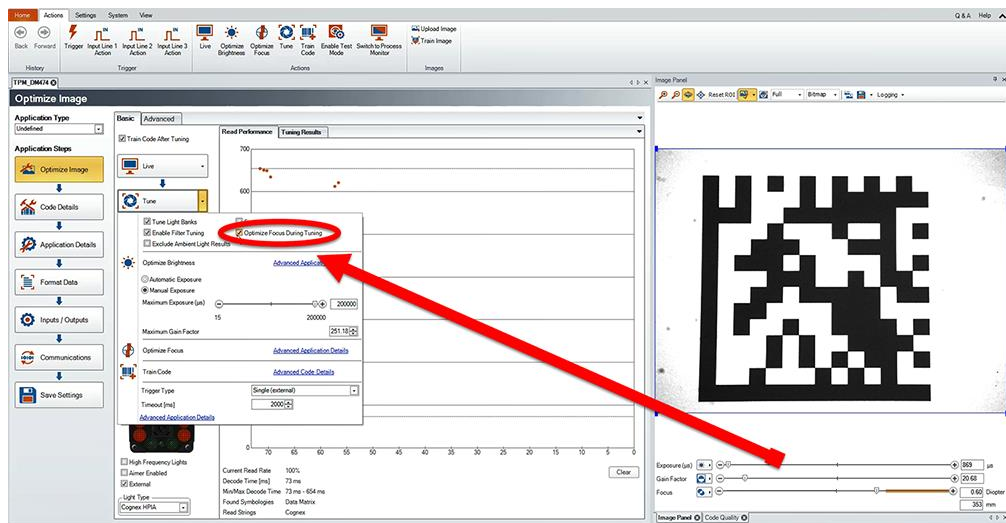 Home Actions Settings System View Q & A Help
Back Forward Trigger Input Line 1 Action Input Line 2 Action Input Line 3 Action Live Optimize Brightness Optimize Focus Tune Train Code Enable Test Mode Switch to Process Monitor Upload Image
Train Image
History Trigger Actions Images
TPM_DM474 Image Panel
Optimize Image Reset ROI Full Bitmap Logging
Application Type Basic Advanced
Undefined Train Code After Tuning Read Performance Tuning Results
Application Steps 700
Optimize Image Live
600
Code Details Tune
Tune Light Banks
Enable Filter Tuning Optimize Focus During Tuning
Application Details Exclude Ambient Light Results
Optimize Brightness Advanced Applicat
Format Data Automatic Exposure
Manual Exposure
Maximum Exposure (μs) 200000
Inputs / Outputs 15 200000
Maximum Gain Factor 251.18
Communications Optimize Focus Advanced Application Details
Train Code Advanced Code Details
Save Settings Trigger Type Single (external)
Timeout [ms] 2000
Advanced Application Details
0
70 65 60 55 50 45 40 35 30 25 20 15 10 5 0
High Frequency Lights
Aimer Enabled
External
Light Type
Cognex HPIA
Current Read Rate 100% Clear
Decode Time [ms] 73 ms
Min/Max Decode Time 73 ms - 654 ms
Found Symbologies Data Matrix
Read Strings Cognex
Exposure (μs) 869 μs
Gain Factor 20.68
Focus 0.60 Diopter
353 mm
Image Panel Code Quality